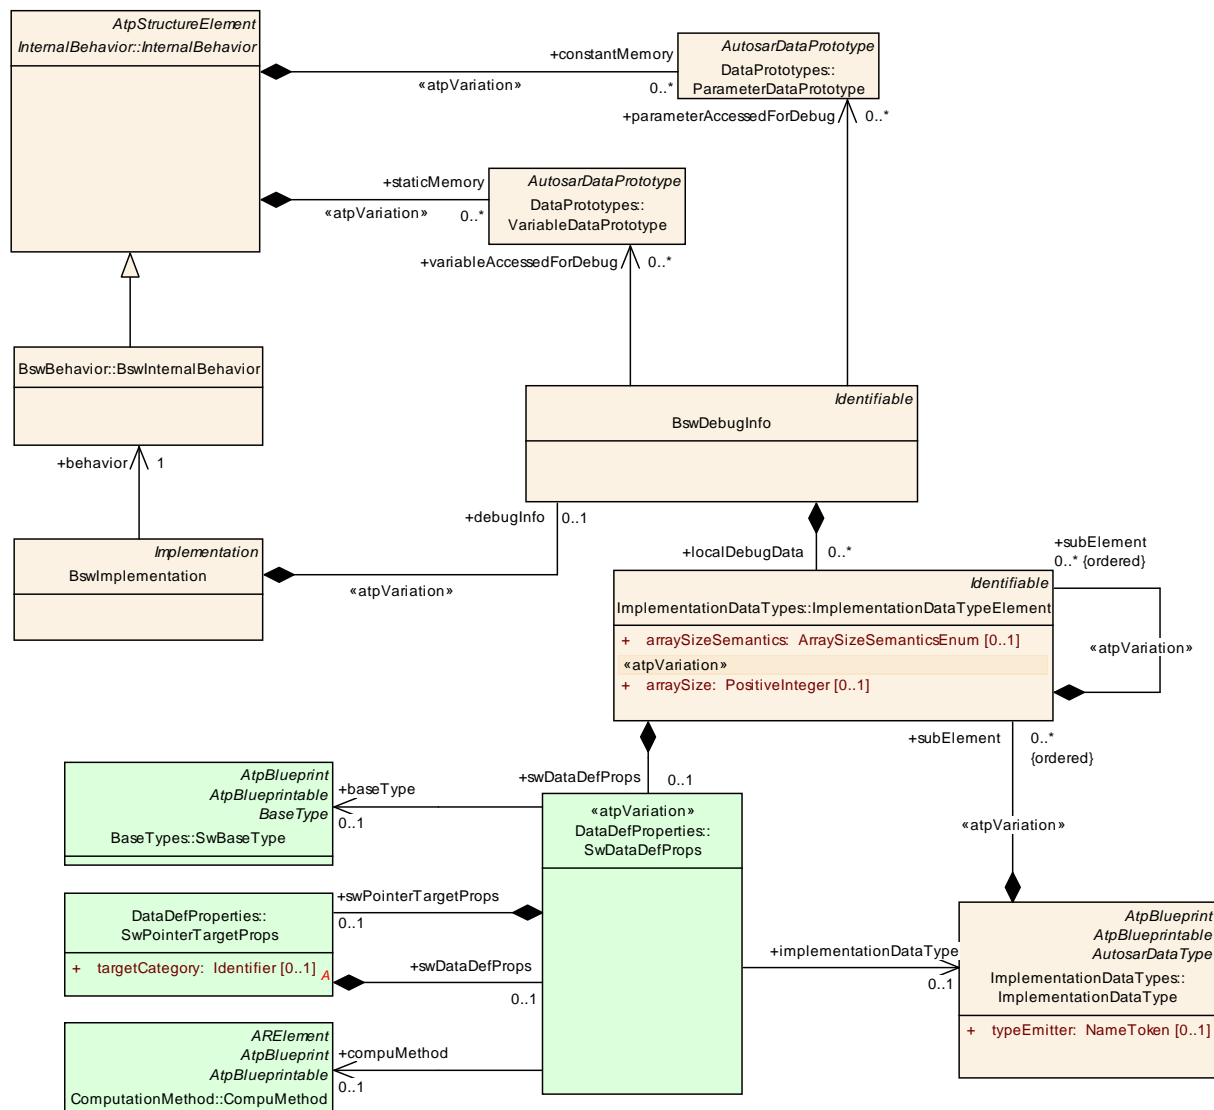 AtpStructureElement
InternalBehavior::InternalBehavior
+constantMemory
«atpVariation»
0..*
AutosarDataPrototype
DataPrototypes::
ParameterDataPrototype
+parameterAccessedForDebug
0..*
+staticMemory
«atpVariation»
0..*
AutosarDataPrototype
DataPrototypes::
VariableDataPrototype
+variableAccessedForDebug
0..*
BswBehavior::BswInternalBehavior
+behavior
1
Identifiable
BswDebugInfo
+debugInfo
0..1
Implementation
BswImplementation
«atpVariation»
+localDebugData
0..*
+subElement
0..* {ordered}
«atpVariation»
Identifiable
ImplementationDataTypes::ImplementationDataTypeElement
+ arraySizeSemantics: ArraySizeSemanticsEnum [0..1]
«atpVariation»
+ arraySize: PositiveInteger [0..1]
+subElement
0..*
{ordered}
«atpVariation»
+swDataDefProps
0..1
AtpBlueprint
AtpBlueprintable
BaseType
BaseTypes::SwBaseType
+baseType
0..1
«atpVariation»
DataDefProperties::
SwDataDefProps
DataDefProperties::
SwPointerTargetProps
+ targetCategory: Identifier [0..1]
A
+swPointerTargetProps
0..1
+swDataDefProps
0..1
+implementationDataType
0..1
AtpBlueprint
AtpBlueprintable
AutosarDataType
ImplementationDataTypes::
ImplementationDataType
+ typeEmitter: NameToken [0..1]
ARElement
AtpBlueprint
AtpBlueprintable
ComputationMethod::CompuMethod
+compuMethod
0..1